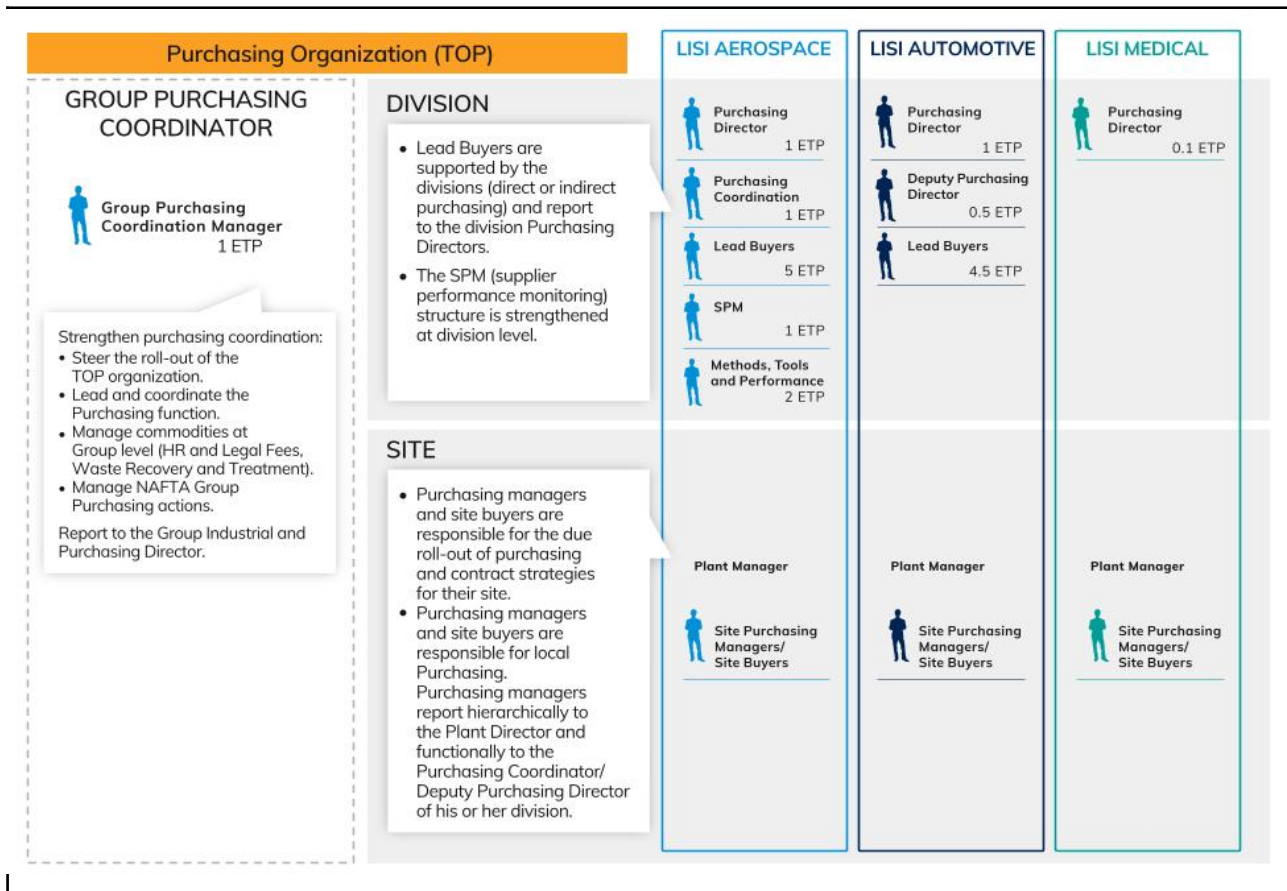 Purchasing Organization (TOP)
GROUP PURCHASING
COORDINATOR
Group Purchasing
Coordination Manager
1 ETP
Strengthen purchasing coordination:
• Steer the roll-out of the
TOP organization.
• Lead and coordinate the
Purchasing function.
• Manage commodities at
Group level (HR and Legal Fees,
Waste Recovery and Treatment).
• Manage NAFTA Group
Purchasing actions.
Report to the Group Industrial and
Purchasing Director.
DIVISION
• Lead Buyers are
supported by the
divisions (direct or indirect
purchasing) and report
to the division Purchasing
Directors.
• The SPM (supplier
performance monitoring)
structure is strengthened
at division level.
SITE
• Purchasing managers
and site buyers are
responsible for the due
roll-out of purchasing
and contract strategies
for their site.
• Purchasing managers
and site buyers are
responsible for local
Purchasing.
Purchasing managers
report hierarchically to
the Plant Director and
functionally to the
Purchasing Coordinator/
Deputy Purchasing Director
of his or her division.
LISI AEROSPACE
Purchasing
Director
1 ETP
Purchasing
Coordination
1 ETP
Lead Buyers
5 ETP
SPM
1 ETP
Methods, Tools
and Performance
2 ETP
Plant Manager
Site Purchasing
Managers/
Site Buyers
LISI AUTOMOTIVE
Purchasing
Director
1 ETP
Deputy Purchasing
Director
0.5 ETP
Lead Buyers
4.5 ETP
Plant Manager
Site Purchasing
Managers/
Site Buyers
LISI MEDICAL
Purchasing
Director
0.1 ETP
Plant Manager
Site Purchasing
Managers/
Site Buyers